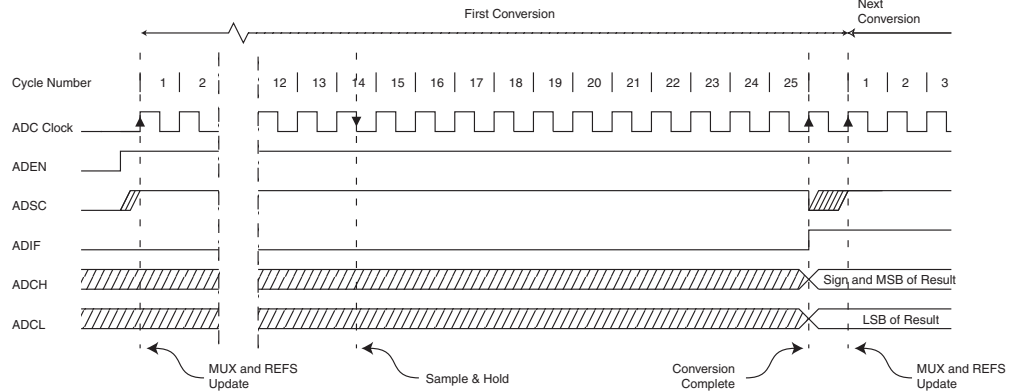 First Conversion
Next
Conversion
Cycle Number 1 2 12 13 14 15 16 17 18 19 20 21 22 23 24 25 1 2 3
ADC Clock
ADEN
ADSC
ADIF
ADCH Sign and MSB of Result
ADCL LSB of Result
MUX and REFS
Update
Sample & Hold
Conversion
Complete
MUX and REFS
Update